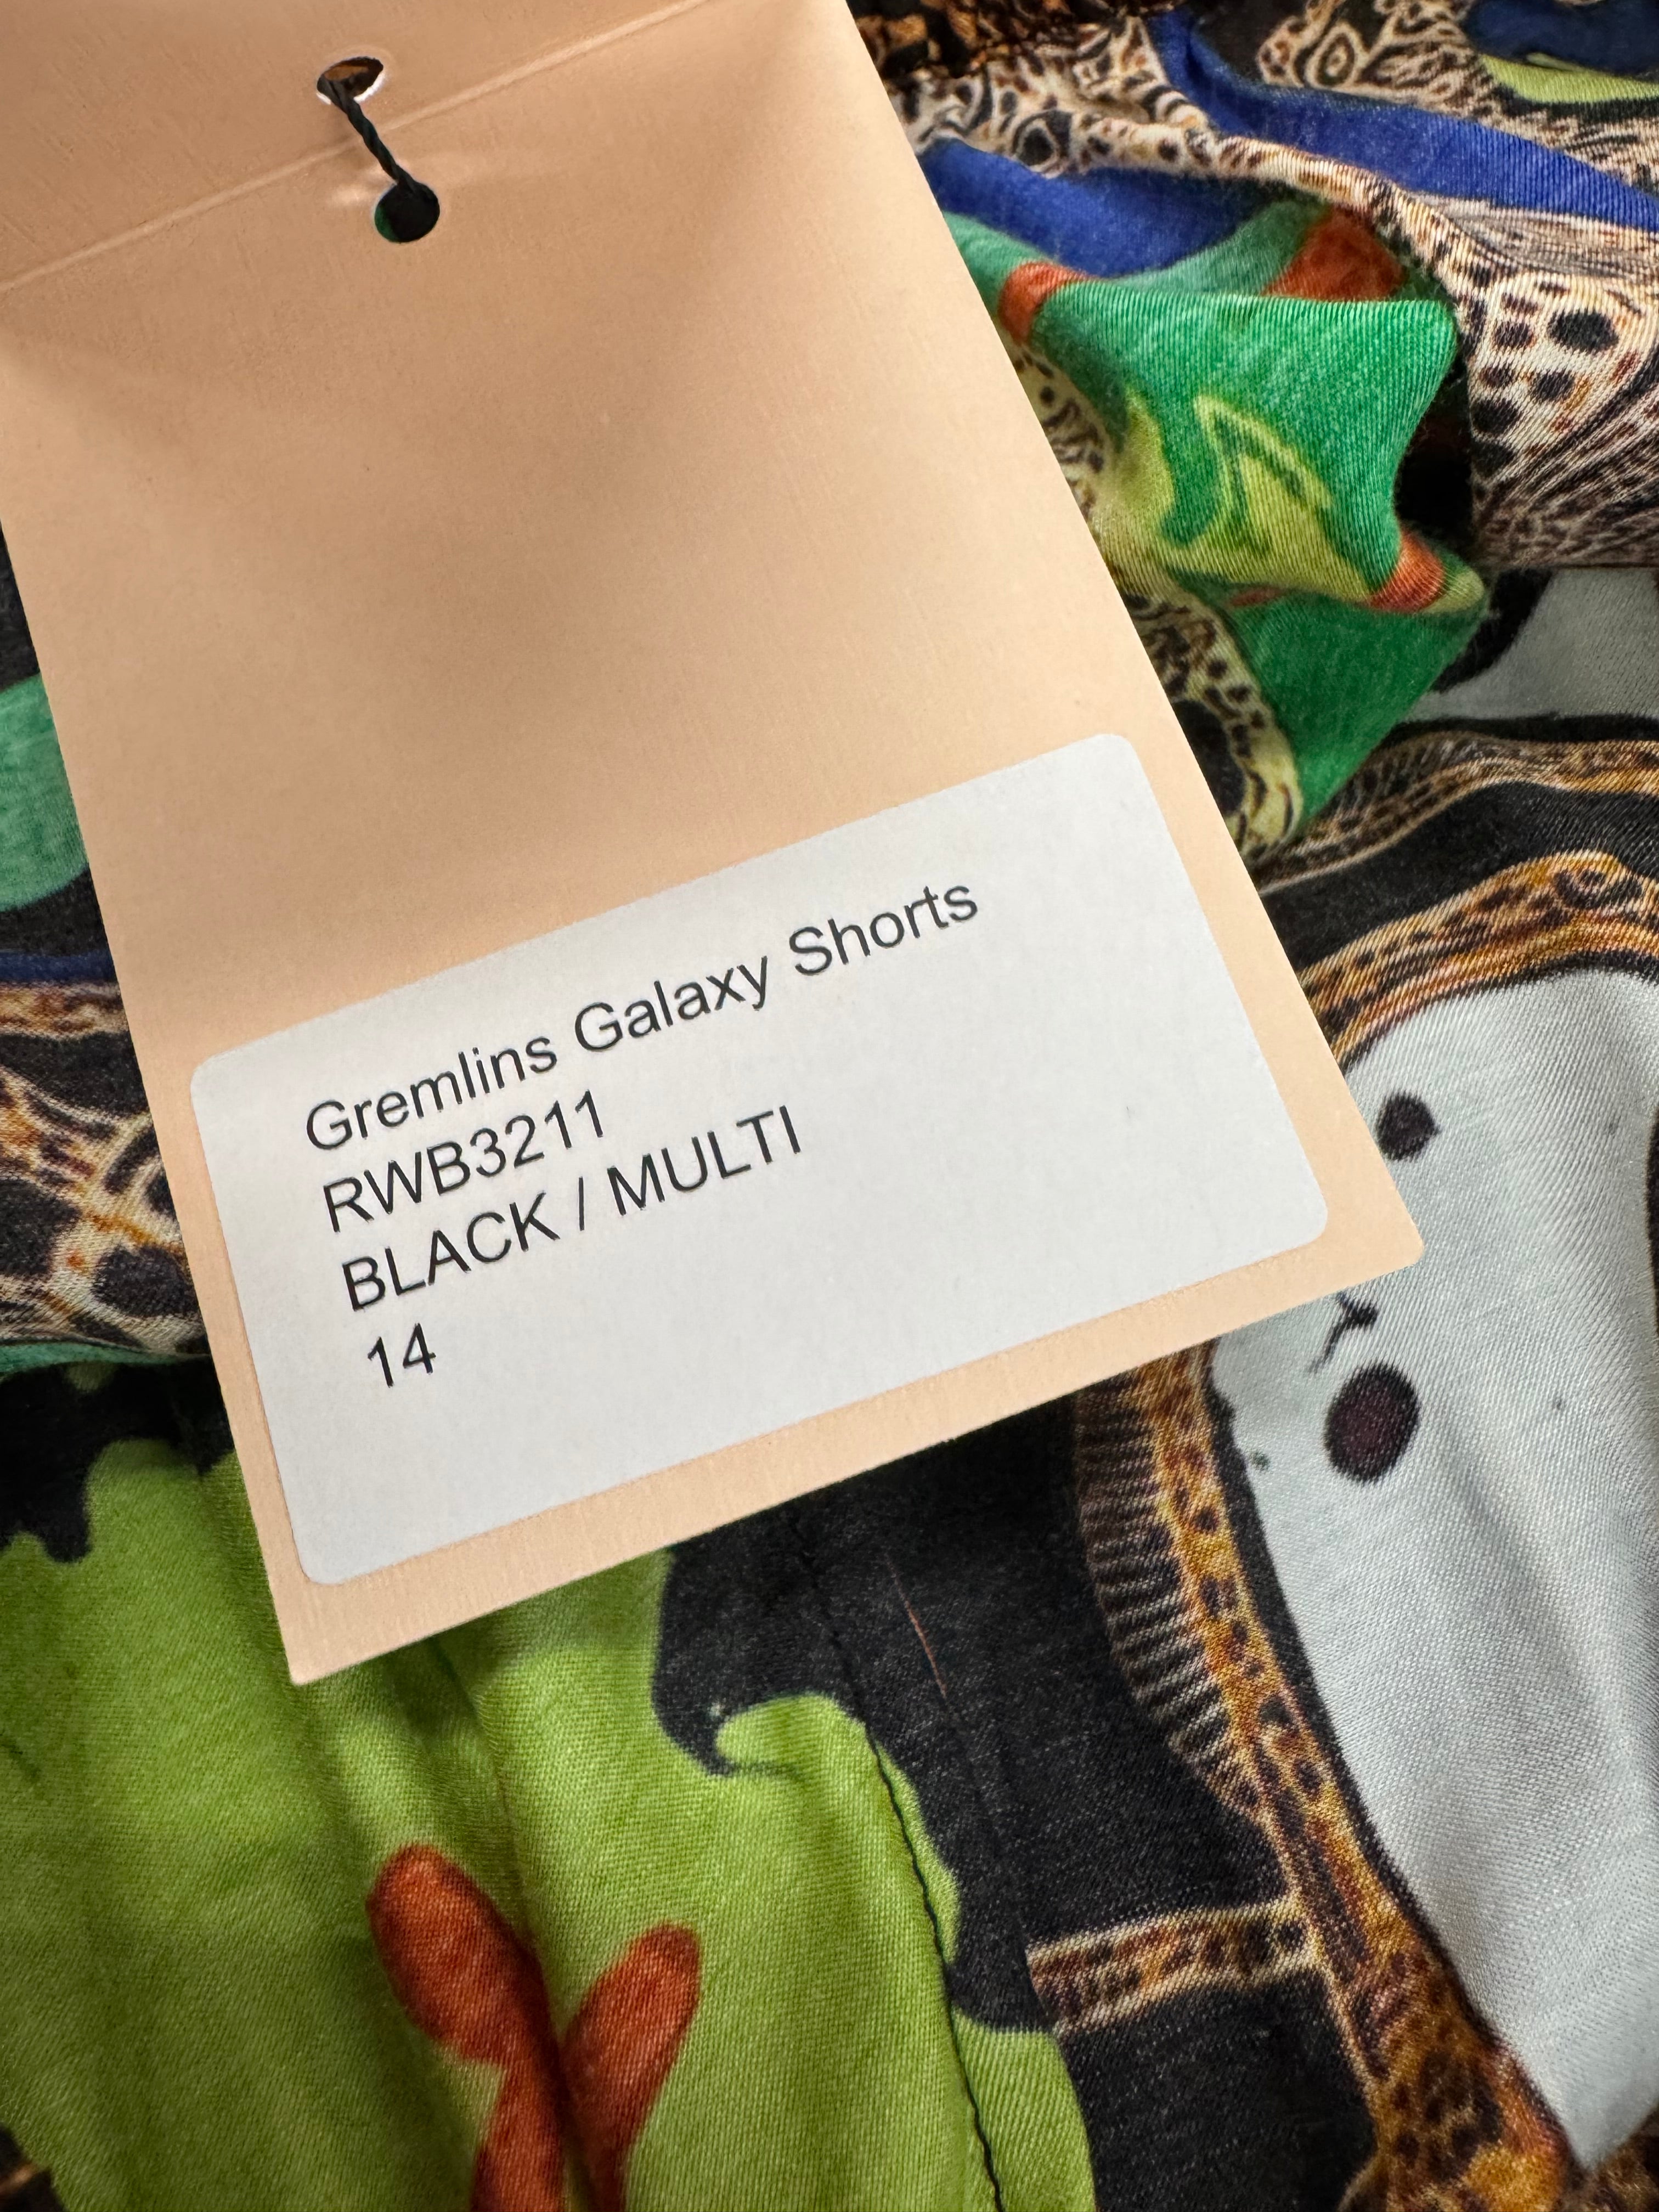 Gremlins Galaxy Shorts
RWB3211
BLACK / MULTI
14